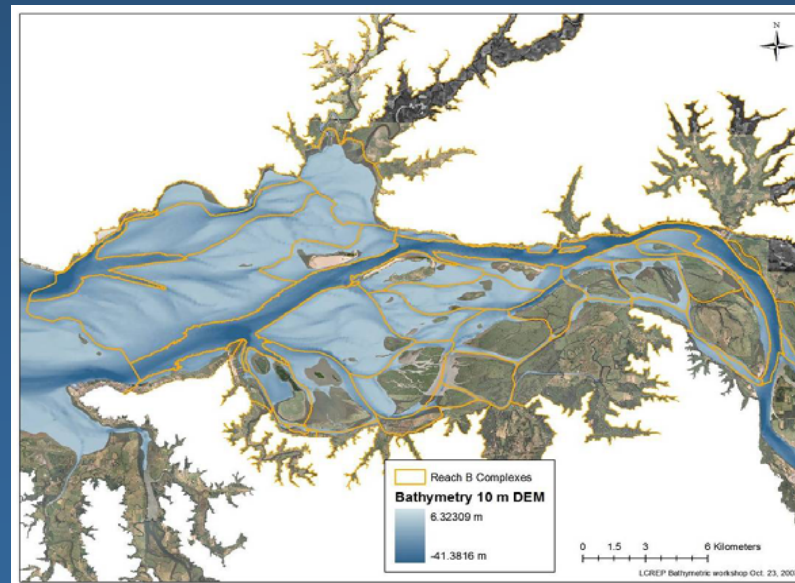 N
Reach B Complexes
Bathymetry 10 m DEM
6.32309 m
-41.3816 m
0 1.5 3 6 Kilometers
LCREP Bathymetric workshop Oct. 23,